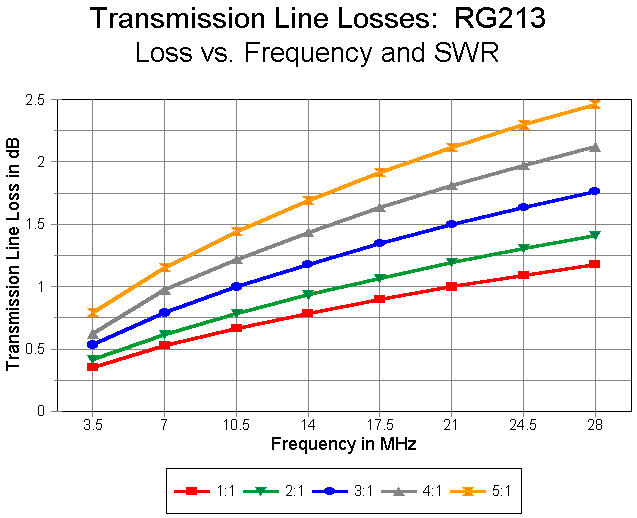 Transmission Line Losses: RG213
Loss vs. Frequency and SWR
Transmission Line Loss in dB
2.5
2
1.5
1
0.5
0
3.5 7 10.5 14 17.5 21 24.5 28
Frequency in MHz
1:1 2:1 3:1 4:1 5:1